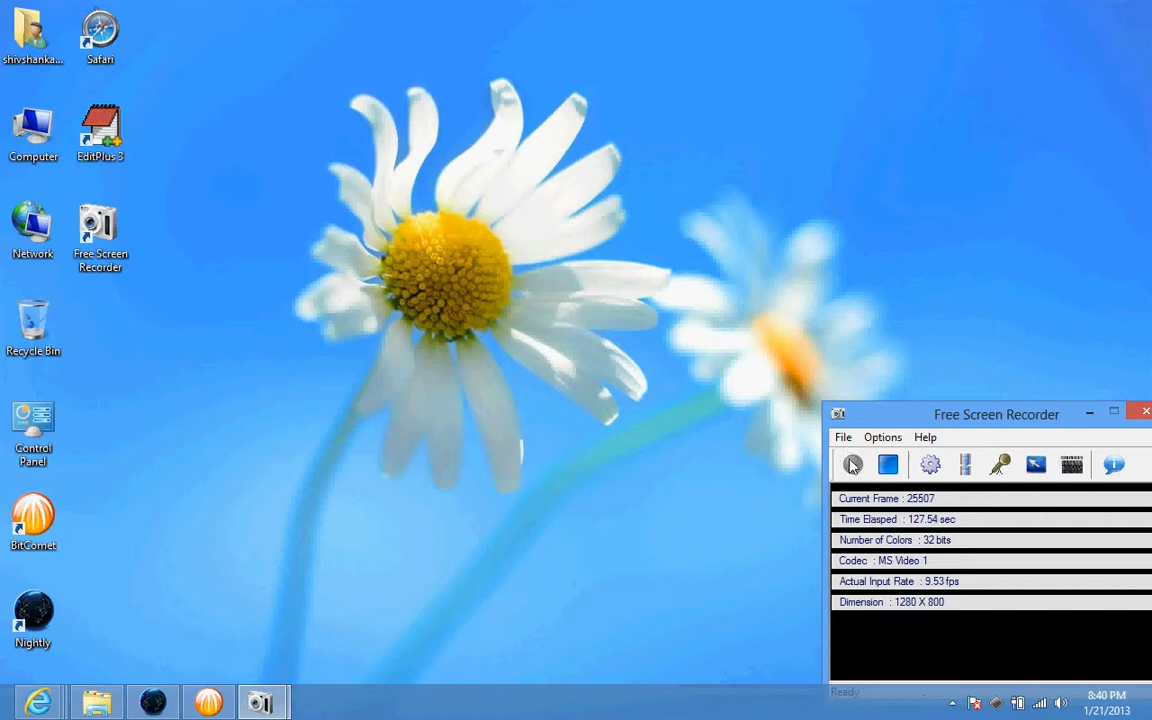 shivshanka...
Safari
Computer
EditPlus 3
Network
Free Screen
Recorder
Recycle Bin
Control
Panel
BitComet
Nightly
Free Screen Recorder
File Options Help
Current Frame : 25507
Time Elasped : 127.54 sec
Number of Colors : 32 bits
Codec : MS Video 1
Actual Input Rate : 9.53 fps
Dimension : 1280 X 800
Ready
8:40 PM
1/21/2013